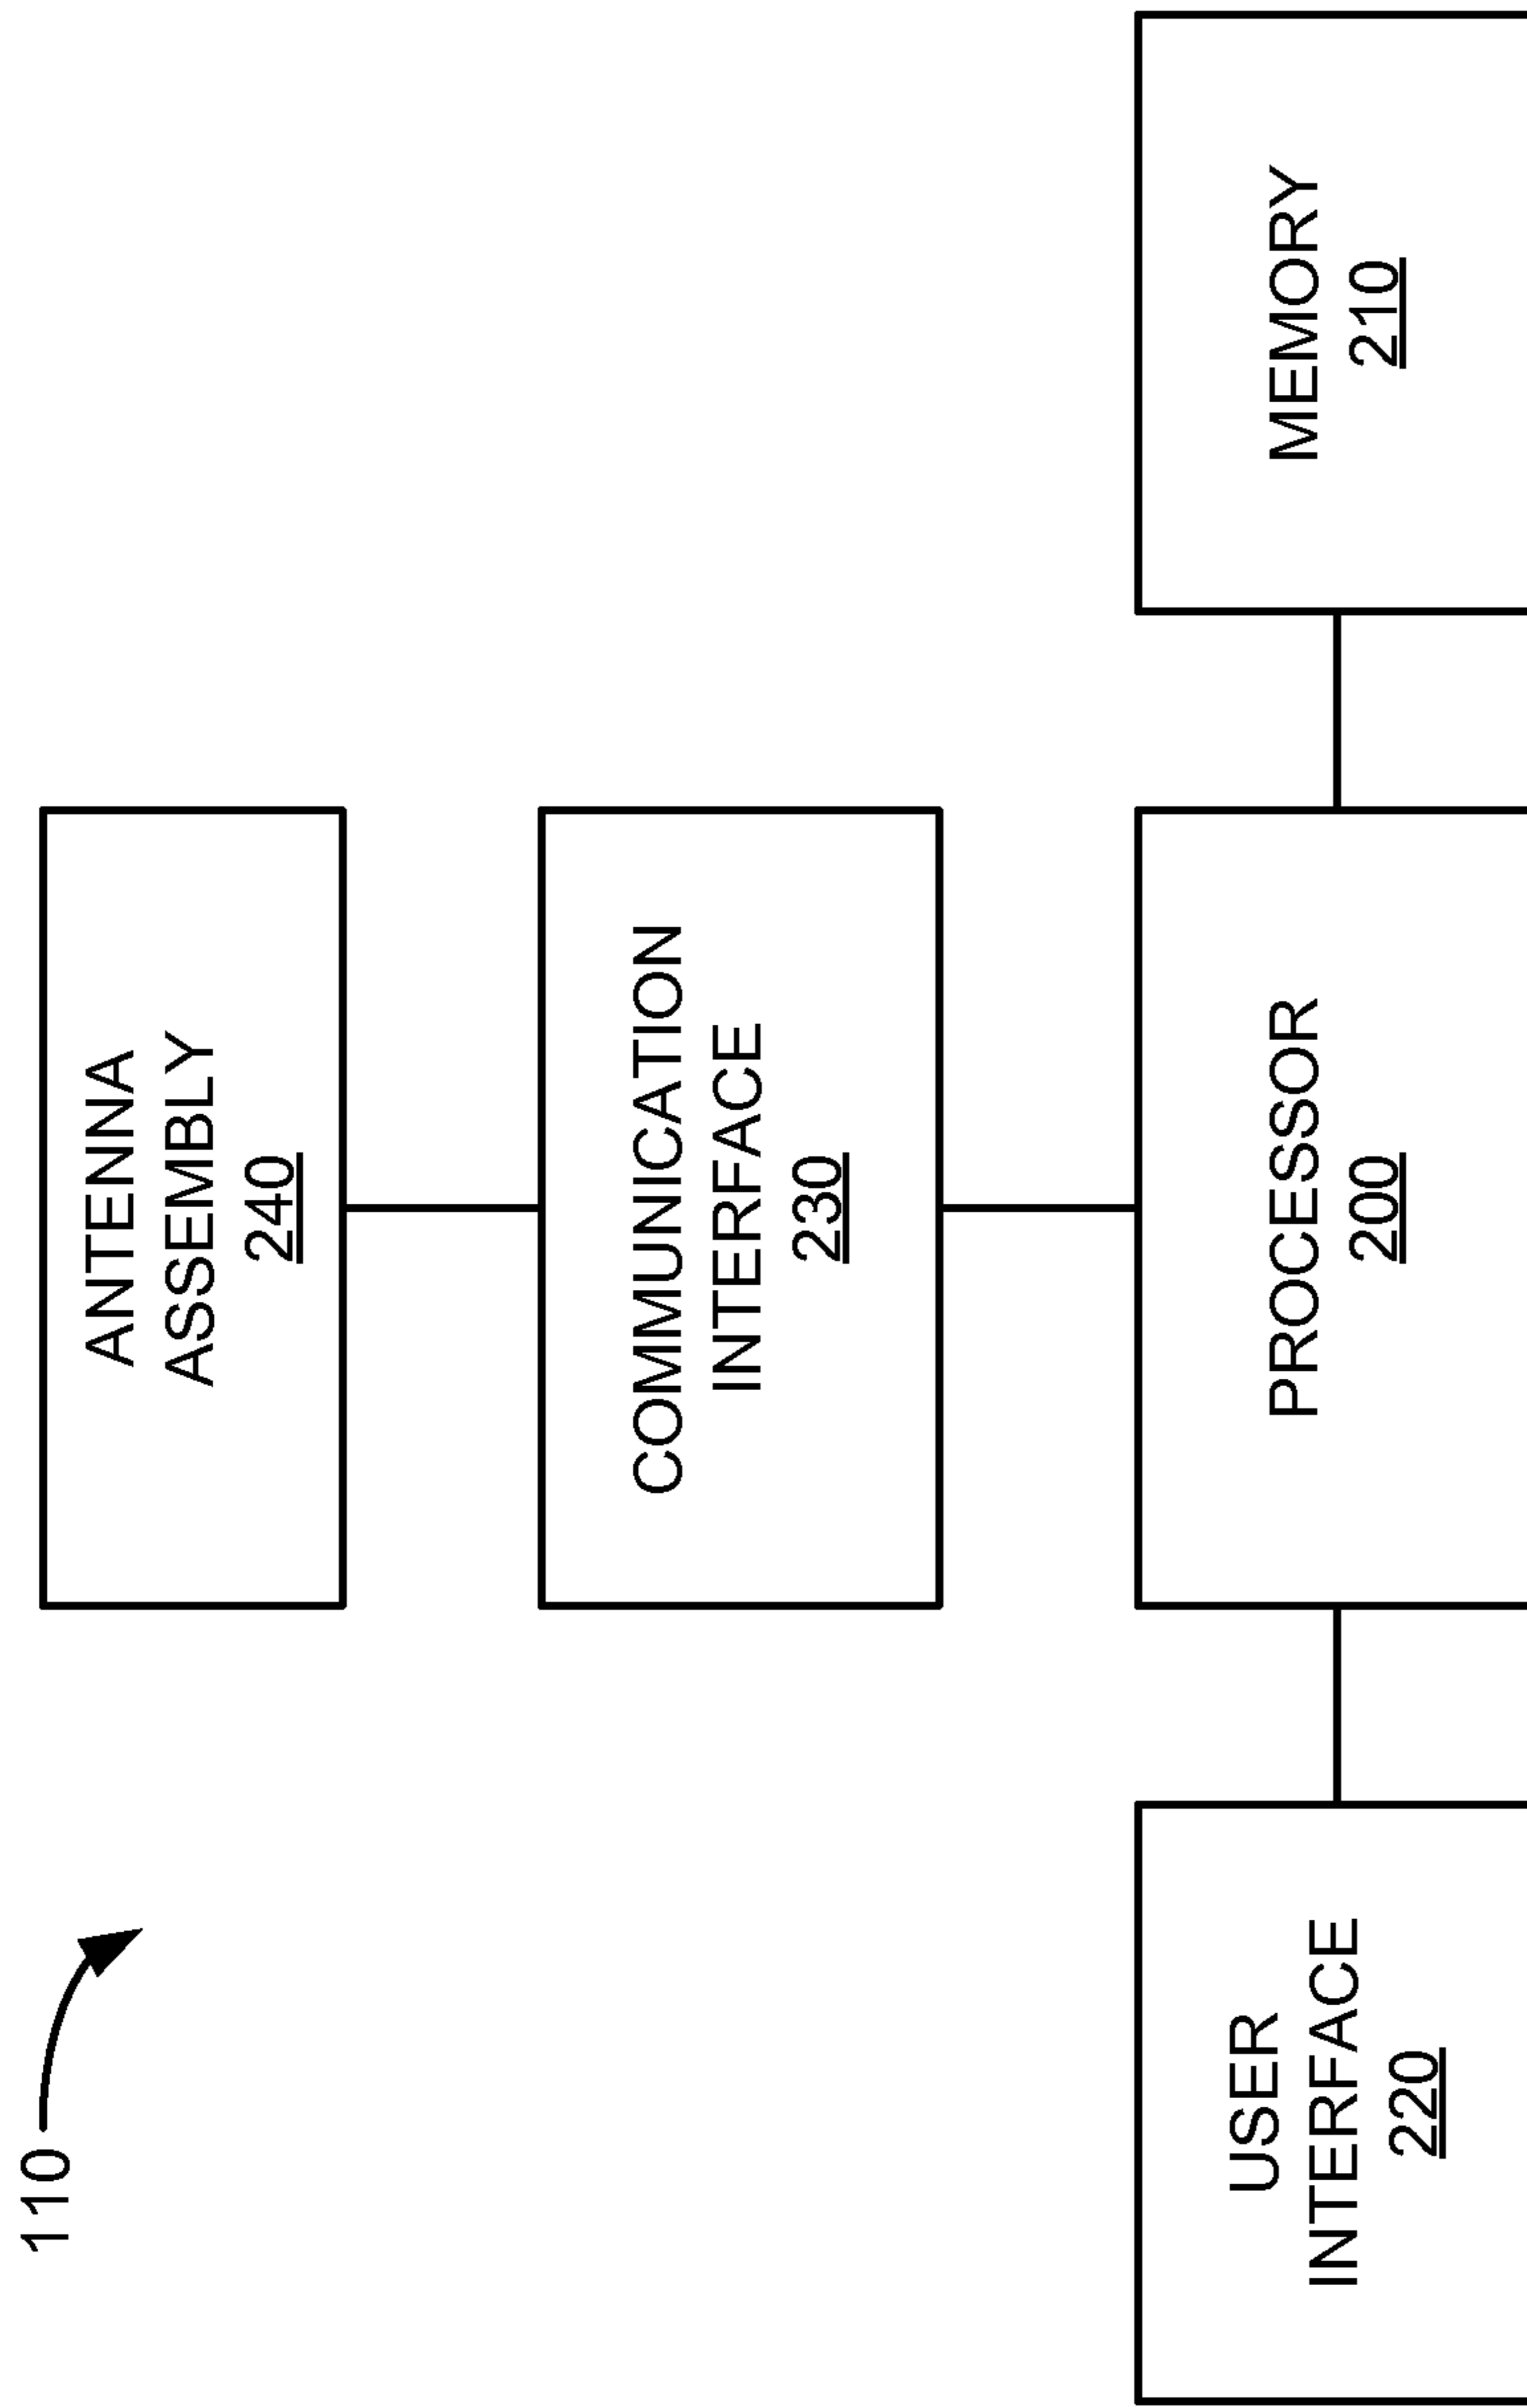 110
ANTENNA
ASSEMBLY
240
COMMUNICATION
INTERFACE
230
USER
INTERFACE
220
PROCESSOR
200
MEMORY
210